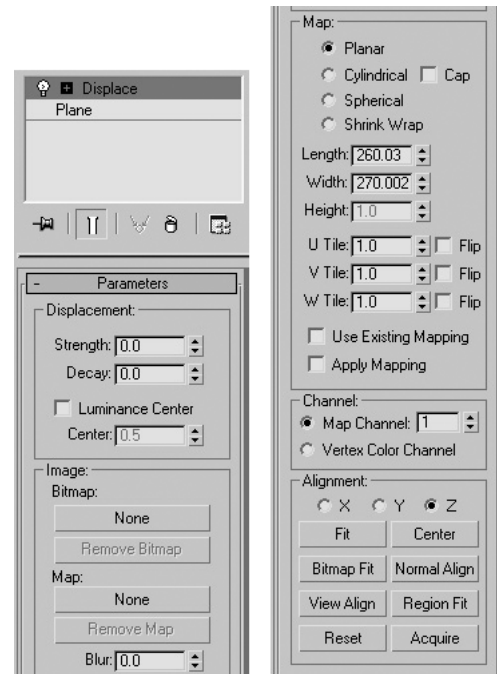 Displace
Plane
Parameters
Displacement:
Strength: 0.0
Decay: 0.0
Luminance Center
Center: 0.5
Image:
Bitmap:
None
Remove Bitmap
Map:
None
Remove Map
Blur: 0.0
Map:
Planar
Cylindrical Cap
Spherical
Shrink Wrap
Length: 260.03
Width: 270.002
Height: 1.0
U Tile: 1.0 Flip
V Tile: 1.0 Flip
W Tile: 1.0 Flip
Use Existing Mapping
Apply Mapping
Channel:
Map Channel: 1
Vertex Color Channel
Alignment:
X Y Z
Fit Center
Bitmap Fit Normal Align
View Align Region Fit
Reset Acquire